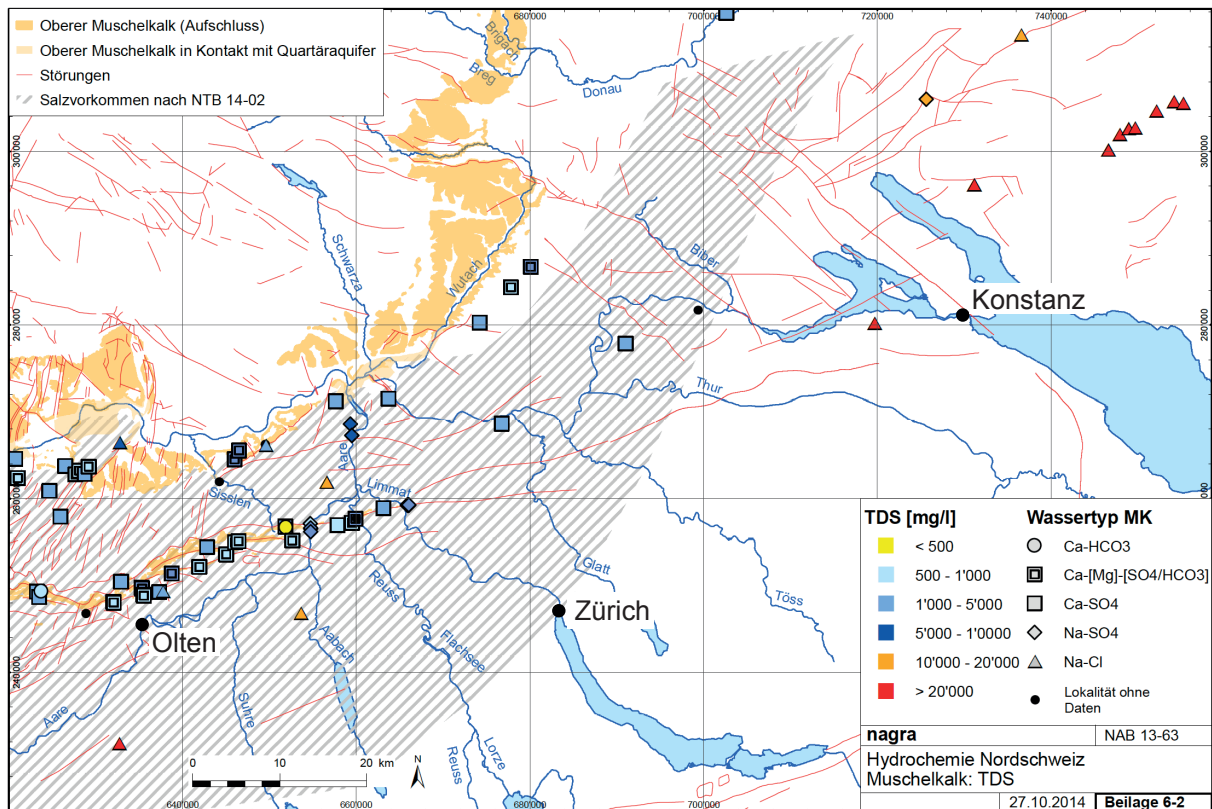 Oberer Muschelkalk (Aufschluss)
Oberer Muschelkalk in Kontakt mit Quartäraquifer
Störungen
Salzvorkommen nach NTB 14-02
680'000
700'000
720'000
740'000
Brigach
Breg
Donau
300'000
300'000
Schwarza
Wutach
Biber
Konstanz
280'000
280'000
Thur
Aare
Limmat
Sisslen
260'000
Glatt
Töss
Reuss
Zürich
Olten
Aabach
Flachsee
240'000
Suhre
Aare
Lorze
Reuss
0
10
20
km
N
640'000
660'000
680'000
700'000
TDS [mg/l]
Wassertyp MK
< 500
Ca-HCO3
500 - 1'000
Ca-[Mg]-[SO4/HCO3]
1'000 - 5'000
Ca-SO4
5'000 - 1'0000
Na-SO4
10'000 - 20'000
Na-Cl
> 20'000
Lokalität ohne
Daten
nagra
NAB 13-63
Hydrochemie Nordschweiz
Muschelkalk: TDS
27.10.2014
Beilage 6-2